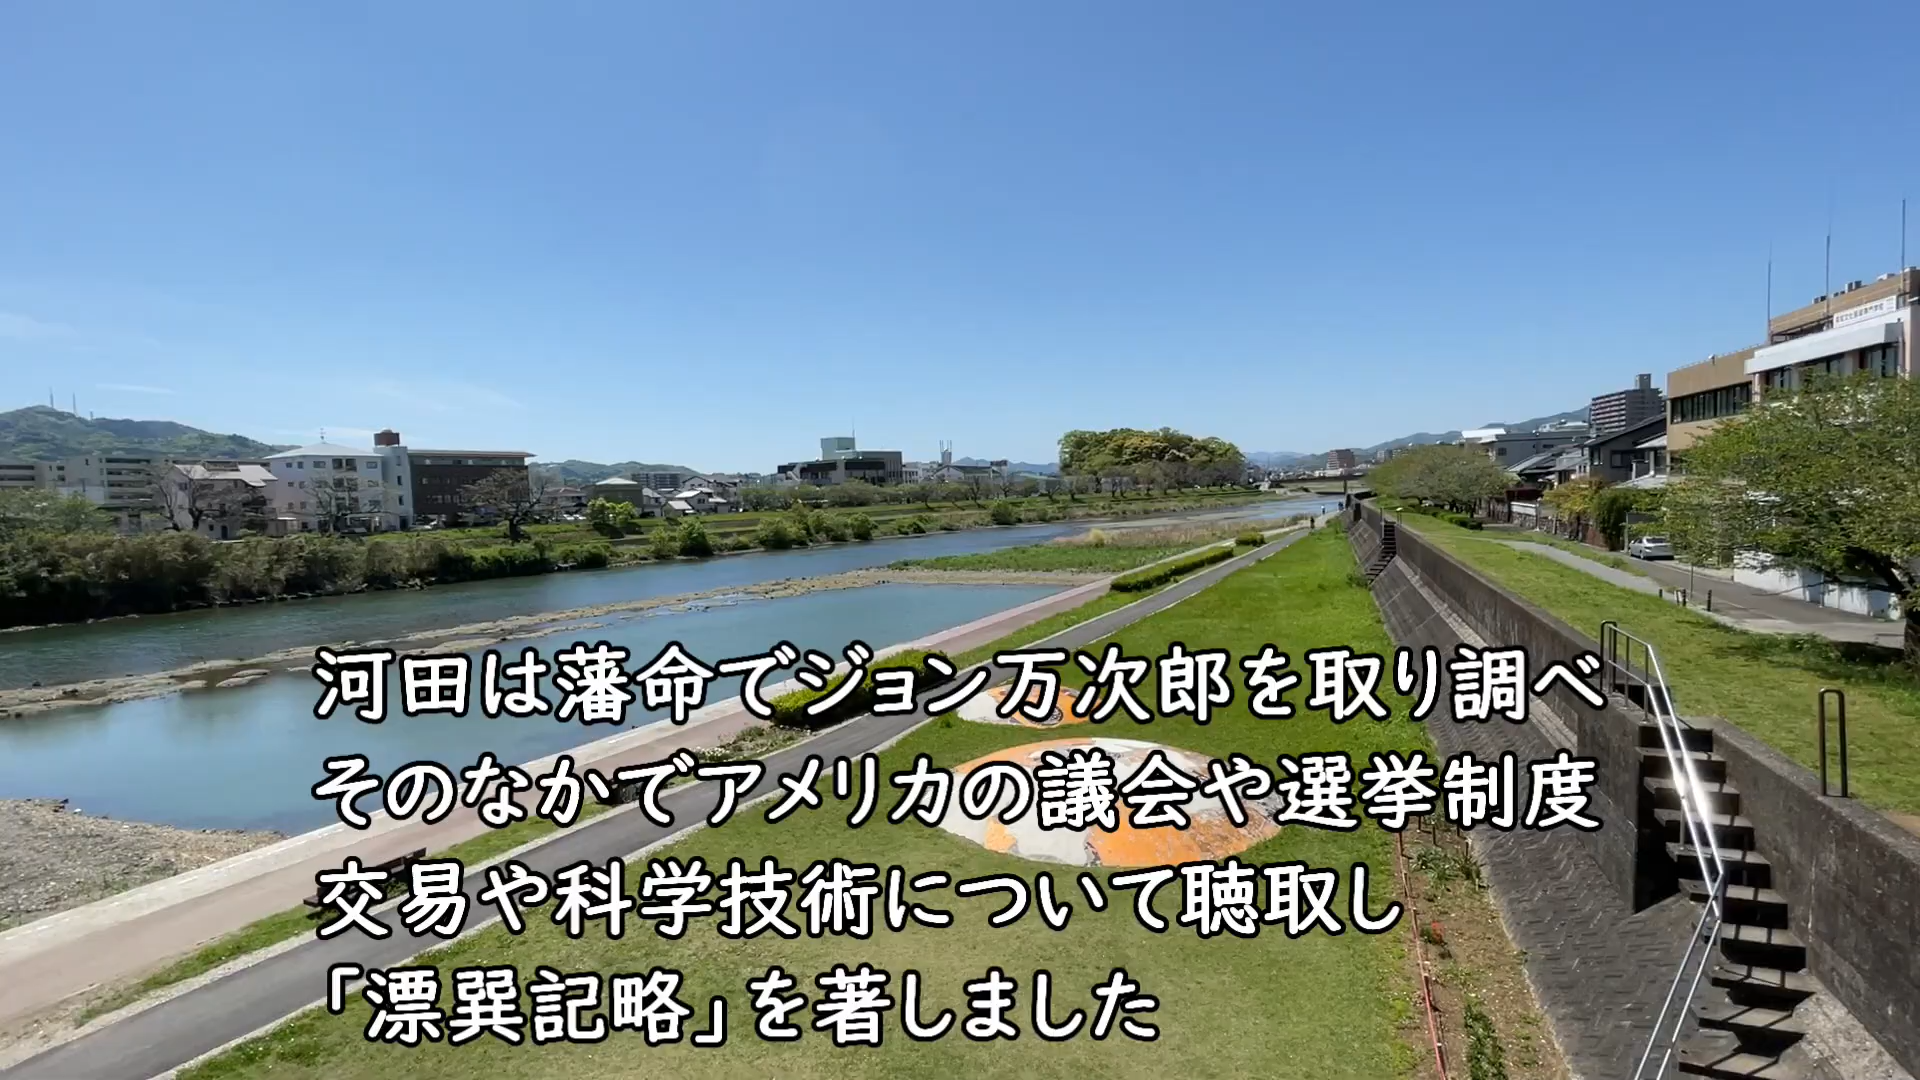 河田は藩命でジョン万次郎を取り調べ
そのなかでアメリカの議会や選挙制度
交易や科学技術について聴取し
「漂巽記略」を著しました